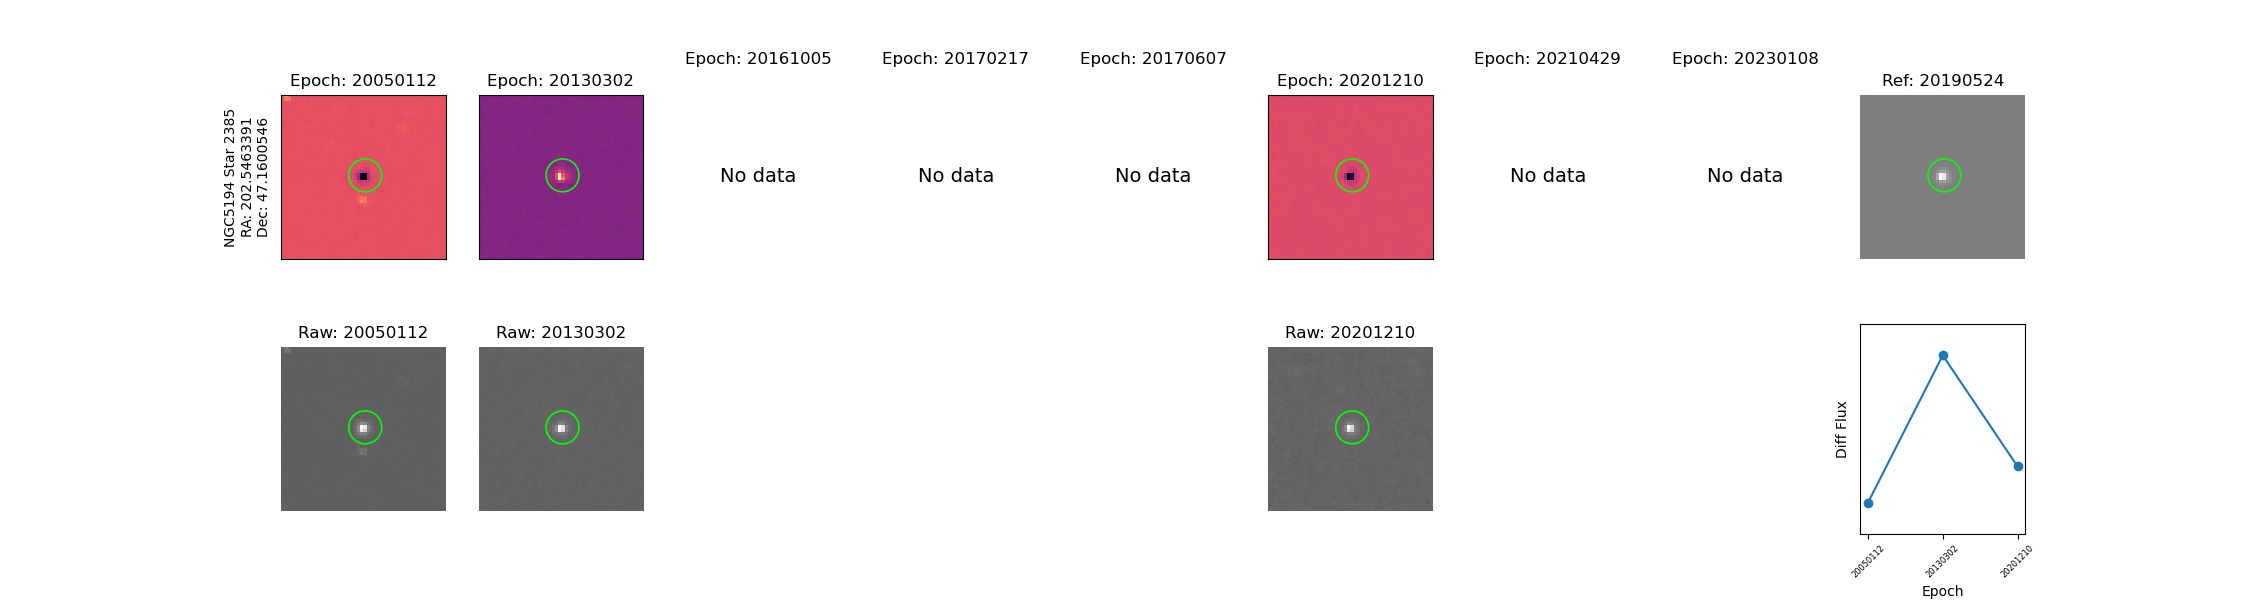 Epoch: 20050112
Epoch: 20130302
Epoch: 20161005
Epoch: 20170217
Epoch: 20170607
Epoch: 20201210
Epoch: 20210429
Epoch: 20230108
Ref: 20190524
NGC5194 Star 2385
RA: 202.5463391
Dec: 47.1600546
No data
No data
No data
No data
No data
Raw: 20050112
Raw: 20130302
Raw: 20201210
Diff Flux
20050112
20130302
20201210
Epoch